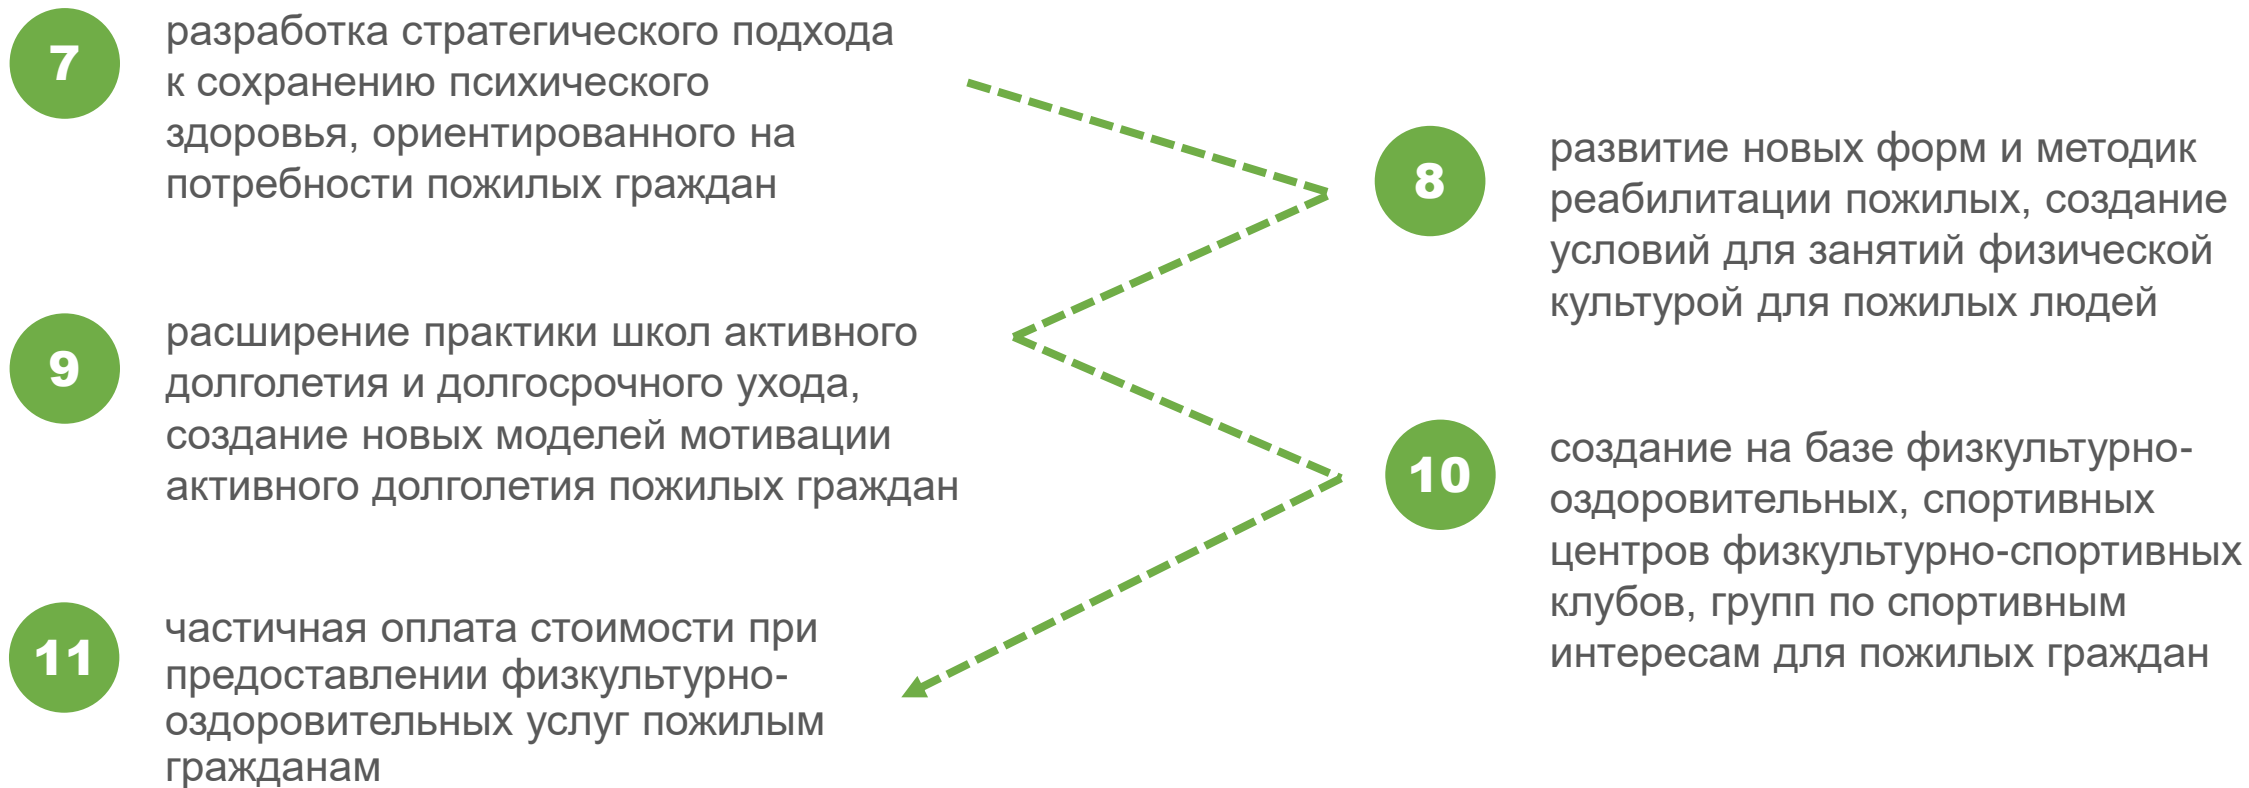 7
разработка стратегического подхода
к сохранению психического
здоровья, ориентированного на
потребности пожилых граждан
8
развитие новых форм и методик
реабилитации пожилых, создание
условий для занятий физической
культурой для пожилых людей
9
расширение практики школ активного
долголетия и долгосрочного ухода,
создание новых моделей мотивации
активного долголетия пожилых граждан
10
создание на базе физкультурно-
оздоровительных, спортивных
центров физкультурно-спортивных
клубов, групп по спортивным
интересам для пожилых граждан
11
частичная оплата стоимости при
предоставлении физкультурно-
оздоровительных услуг пожилым
гражданам